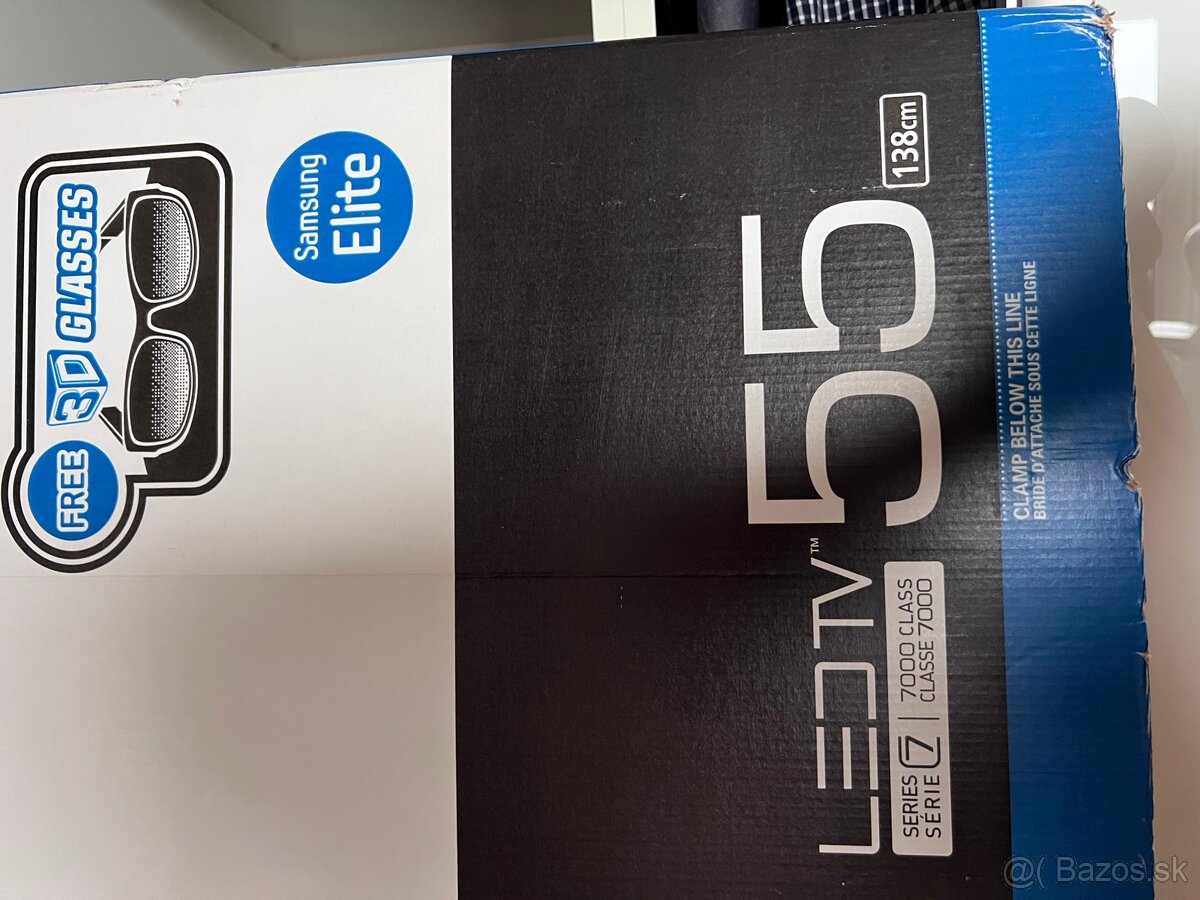 FREE
3D GLASSES
Samsung
Elite
LED TV™
55
138cm
SERIES
SÉRIE
7
7000 CLASS
CLASSE 7000
CLAMP BELOW THIS LINE
BRIDE D'ATTACHE SOUS CETTE LIGNE
@( Bazos.sk